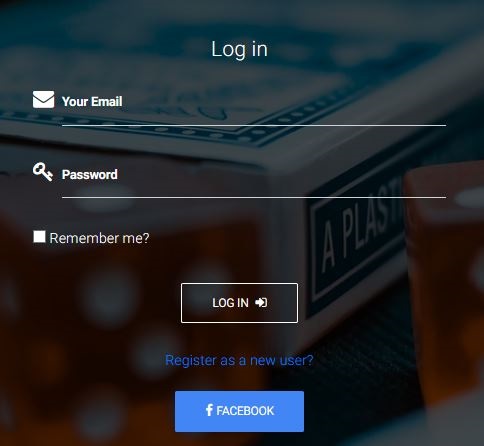 Log in
Your Email
Password
Remember me?
LOG IN
Register as a new user?
FACEBOOK
A PLAST